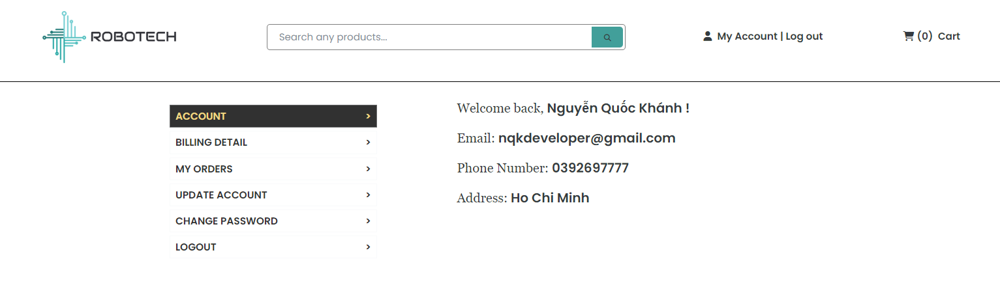 ROBOTECH
Search any products...
My Account | Log out
(0) Cart
ACCOUNT >
BILLING DETAIL >
MY ORDERS >
UPDATE ACCOUNT >
CHANGE PASSWORD >
LOGOUT >
Welcome back, Nguyễn Quốc Khánh !
Email: nqkdeveloper@gmail.com
Phone Number: 0392697777
Address: Ho Chi Minh